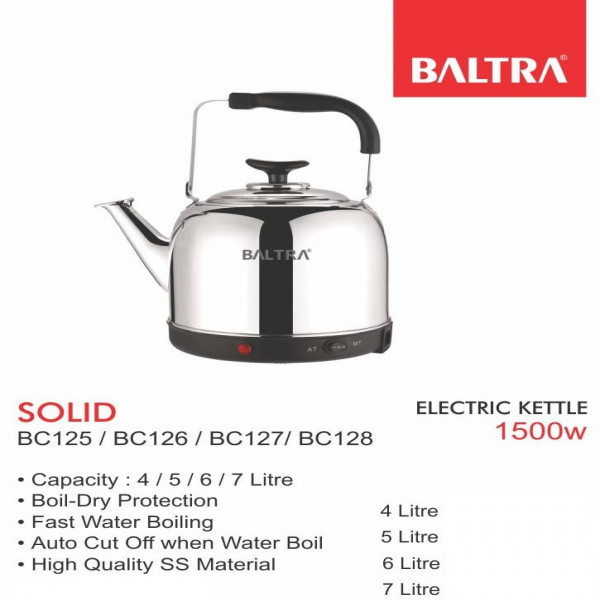 BALTRA®
BALTRA®
AT MT
SOLID
BC125 / BC126 / BC127/ BC128
ELECTRIC KETTLE
1500w
• Capacity : 4 / 5 / 6 / 7 Litre
• Boil-Dry Protection
• Fast Water Boiling
• Auto Cut Off when Water Boil
• High Quality SS Material
4 Litre
5 Litre
6 Litre
7 Litre